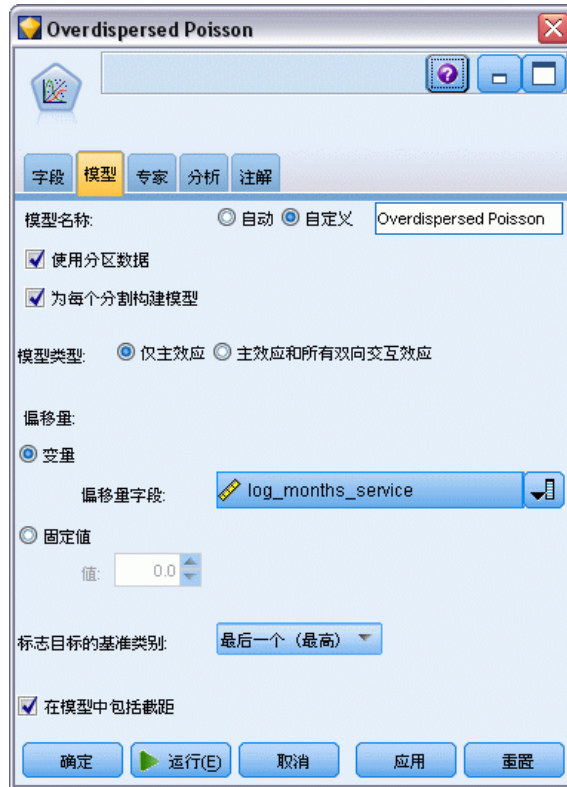 Overdispersed Poisson
字段 模型 专家 分析 注解
模型名称: 自动 自定义 Overdispersed Poisson
使用分区数据
为每个分割构建模型
模型类型: 仅主效应 主效应和所有双向交互效应
偏移量:
变量
偏移量字段: log_months_service
固定值
值: 0.0
标志目标的基准类别: 最后一个（最高）
在模型中包括截距
确定 运行(E) 取消 应用 重置